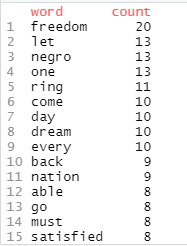 word count
1 freedom 20
2 let 13
3 negro 13
4 one 13
5 ring 11
6 come 10
7 day 10
8 dream 10
9 every 10
10 back 9
11 nation 9
12 able 8
13 go 8
14 must 8
15 satisfied 8